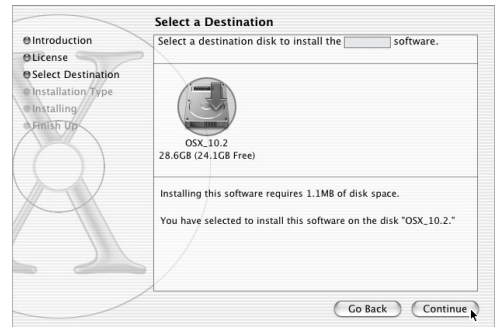 Select a Destination
Introduction
License
Select Destination
Installation Type
Installing
Finish Up
Select a destination disk to install the software.
OSX_10.2
28.6GB (24.1GB Free)
Installing this software requires 1.1MB of disk space.
You have selected to install this software on the disk "OSX_10.2."
Go Back
Continue